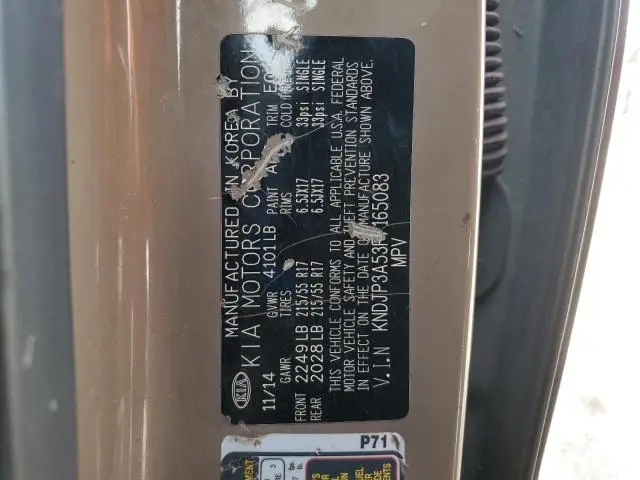 MANUFACTURED IN KOREA BY
KIA MOTORS CORPORATION
KIA
11/14 GVWR 4101LB PAINT TRIM
GAWR TIRES RIMS COLD
FRONT 2249LB 215/55 R17 6.5JX17 33psi SINGLE
REAR 2028LB 215/55 R17 6.5JX17 33psi SINGLE
THIS VEHICLE CONFORMS TO ALL APPLICABLE U.S.A. FEDERAL
MOTOR VEHICLE SAFETY AND THEFT PREVENTION STANDARDS
IN EFFECT ON THE DATE OF MANUFACTURE SHOWN ABOVE.
V.I.N KNDJP3A53 165083
MPV
P71